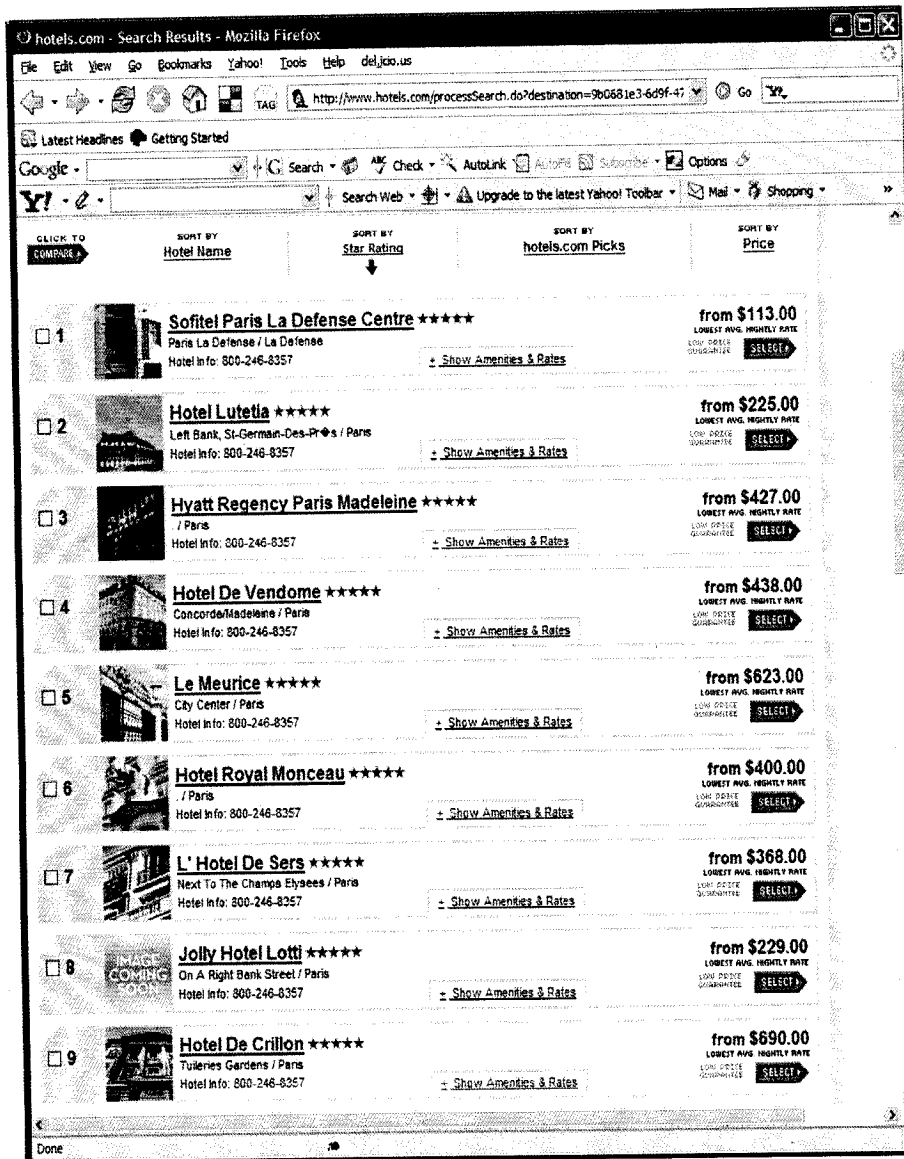 hotels.com - Search Results - Mozilla Firefox
File Edit View Go Bookmarks Yahoo! Tools Help del.icio.us
TAG http://www.hotels.com/processSearch.do?destination=9b0681e3-6d9f-47 Go Y?
Latest Headlines Getting Started
Google - G Search - ABC Check - AutoLink AutoFill Subscribe - Options
Y! - Search Web - Upgrade to the latest Yahoo! Toolbar - Mail - Shopping - »
CLICK TO COMPARE SORT BY Hotel Name SORT BY Star Rating SORT BY hotels.com Picks SORT BY Price
1 Sofitel Paris La Defense Centre ★★★★★ from $113.00
Paris La Defense / La Defense LOWEST AVG. NIGHTLY RATE
Hotel Info: 800-246-8357 + Show Amenities & Rates LOW PRICE GUARANTEE SELECT
2 Hotel Lutetia ★★★★★ from $225.00
Left Bank, St-Germain-Des-Pr�s / Paris LOWEST AVG. NIGHTLY RATE
Hotel Info: 800-246-8357 + Show Amenities & Rates LOW PRICE GUARANTEE SELECT
3 Hyatt Regency Paris Madeleine ★★★★★ from $427.00
. / Paris LOWEST AVG. NIGHTLY RATE
Hotel Info: 800-246-8357 + Show Amenities & Rates LOW PRICE GUARANTEE SELECT
4 Hotel De Vendome ★★★★★ from $438.00
Concorde/Madeleine / Paris LOWEST AVG. NIGHTLY RATE
Hotel Info: 800-246-8357 + Show Amenities & Rates LOW PRICE GUARANTEE SELECT
5 Le Meurice ★★★★★ from $623.00
City Center / Paris LOWEST AVG. NIGHTLY RATE
Hotel Info: 800-246-8357 + Show Amenities & Rates LOW PRICE GUARANTEE SELECT
6 Hotel Royal Monceau ★★★★★ from $400.00
. / Paris LOWEST AVG. NIGHTLY RATE
Hotel Info: 800-246-8357 + Show Amenities & Rates LOW PRICE GUARANTEE SELECT
7 L' Hotel De Sers ★★★★★ from $368.00
Next To The Champs Elysees / Paris LOWEST AVG. NIGHTLY RATE
Hotel Info: 800-246-8357 + Show Amenities & Rates LOW PRICE GUARANTEE SELECT
8 IMAGE COMING SOON Jolly Hotel Lotti ★★★★★ from $229.00
On A Right Bank Street / Paris LOWEST AVG. NIGHTLY RATE
Hotel Info: 800-246-8357 + Show Amenities & Rates LOW PRICE GUARANTEE SELECT
9 Hotel De Crillon ★★★★★ from $690.00
Tuileries Gardens / Paris LOWEST AVG. NIGHTLY RATE
Hotel Info: 800-246-8357 + Show Amenities & Rates LOW PRICE GUARANTEE SELECT
Done